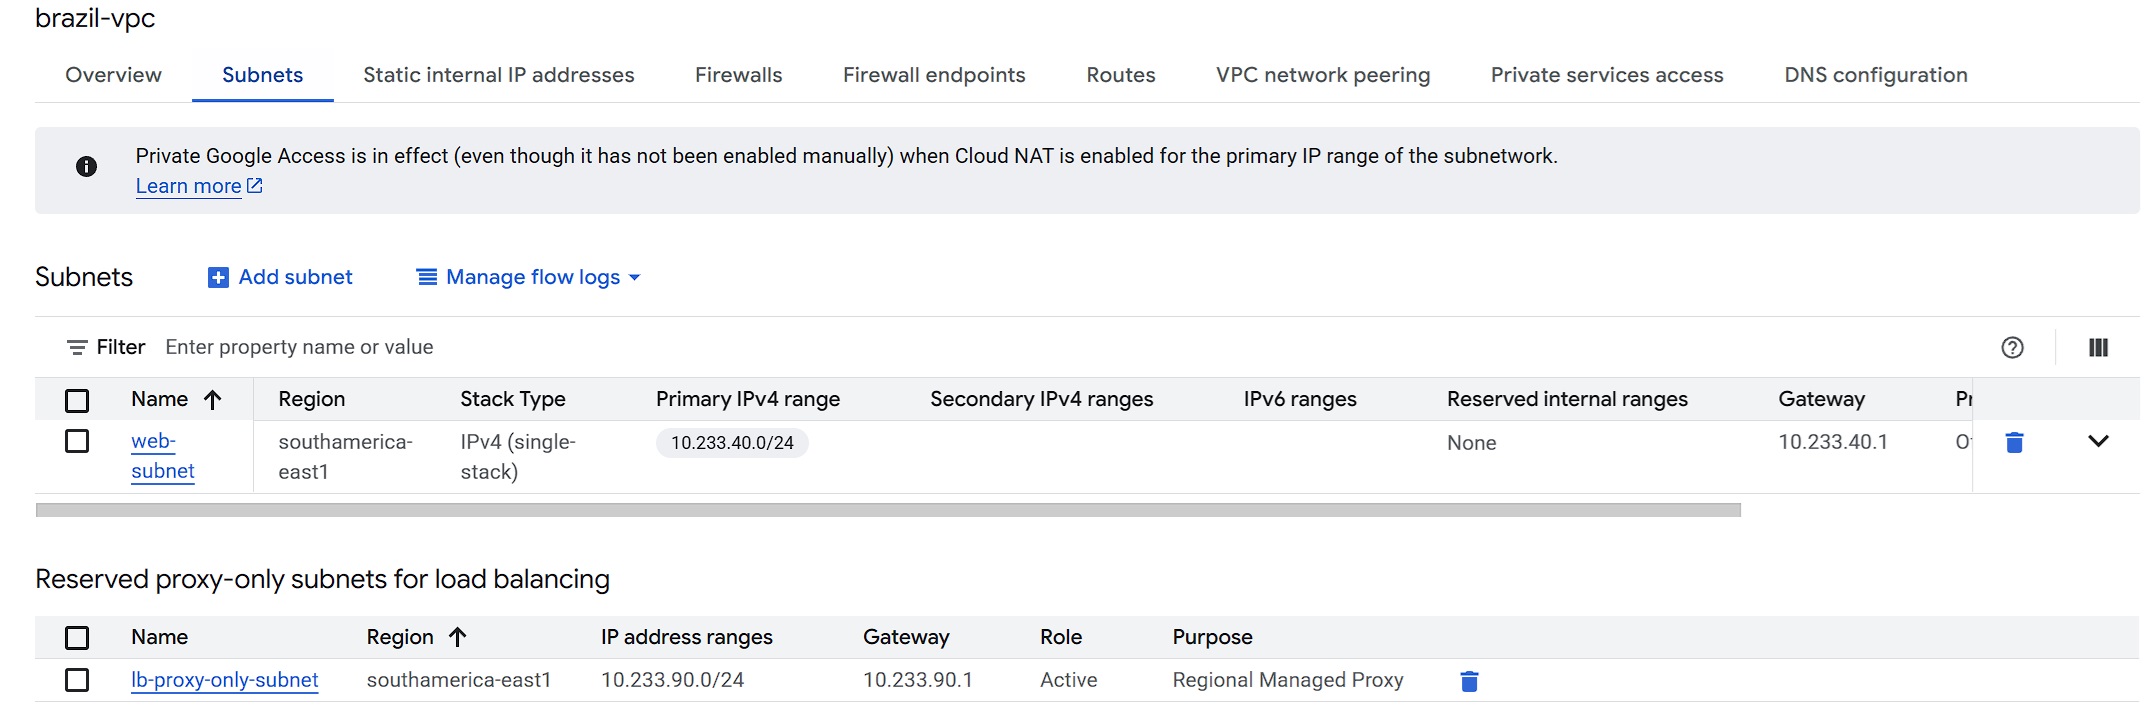 brazil-vpc
Overview Subnets Static internal IP addresses Firewalls Firewall endpoints Routes VPC network peering Private services access DNS configuration
Private Google Access is in effect (even though it has not been enabled manually) when Cloud NAT is enabled for the primary IP range of the subnetwork.
Learn more
Subnets Add subnet Manage flow logs
Filter Enter property name or value
Name Region Stack Type Primary IPv4 range Secondary IPv4 ranges IPv6 ranges Reserved internal ranges Gateway
web- southamerica- IPv4 (single- 10.233.40.0/24 None 10.233.40.1
subnet east1 stack)
Reserved proxy-only subnets for load balancing
Name Region IP address ranges Gateway Role Purpose
lb-proxy-only-subnet southamerica-east1 10.233.90.0/24 10.233.90.1 Active Regional Managed Proxy